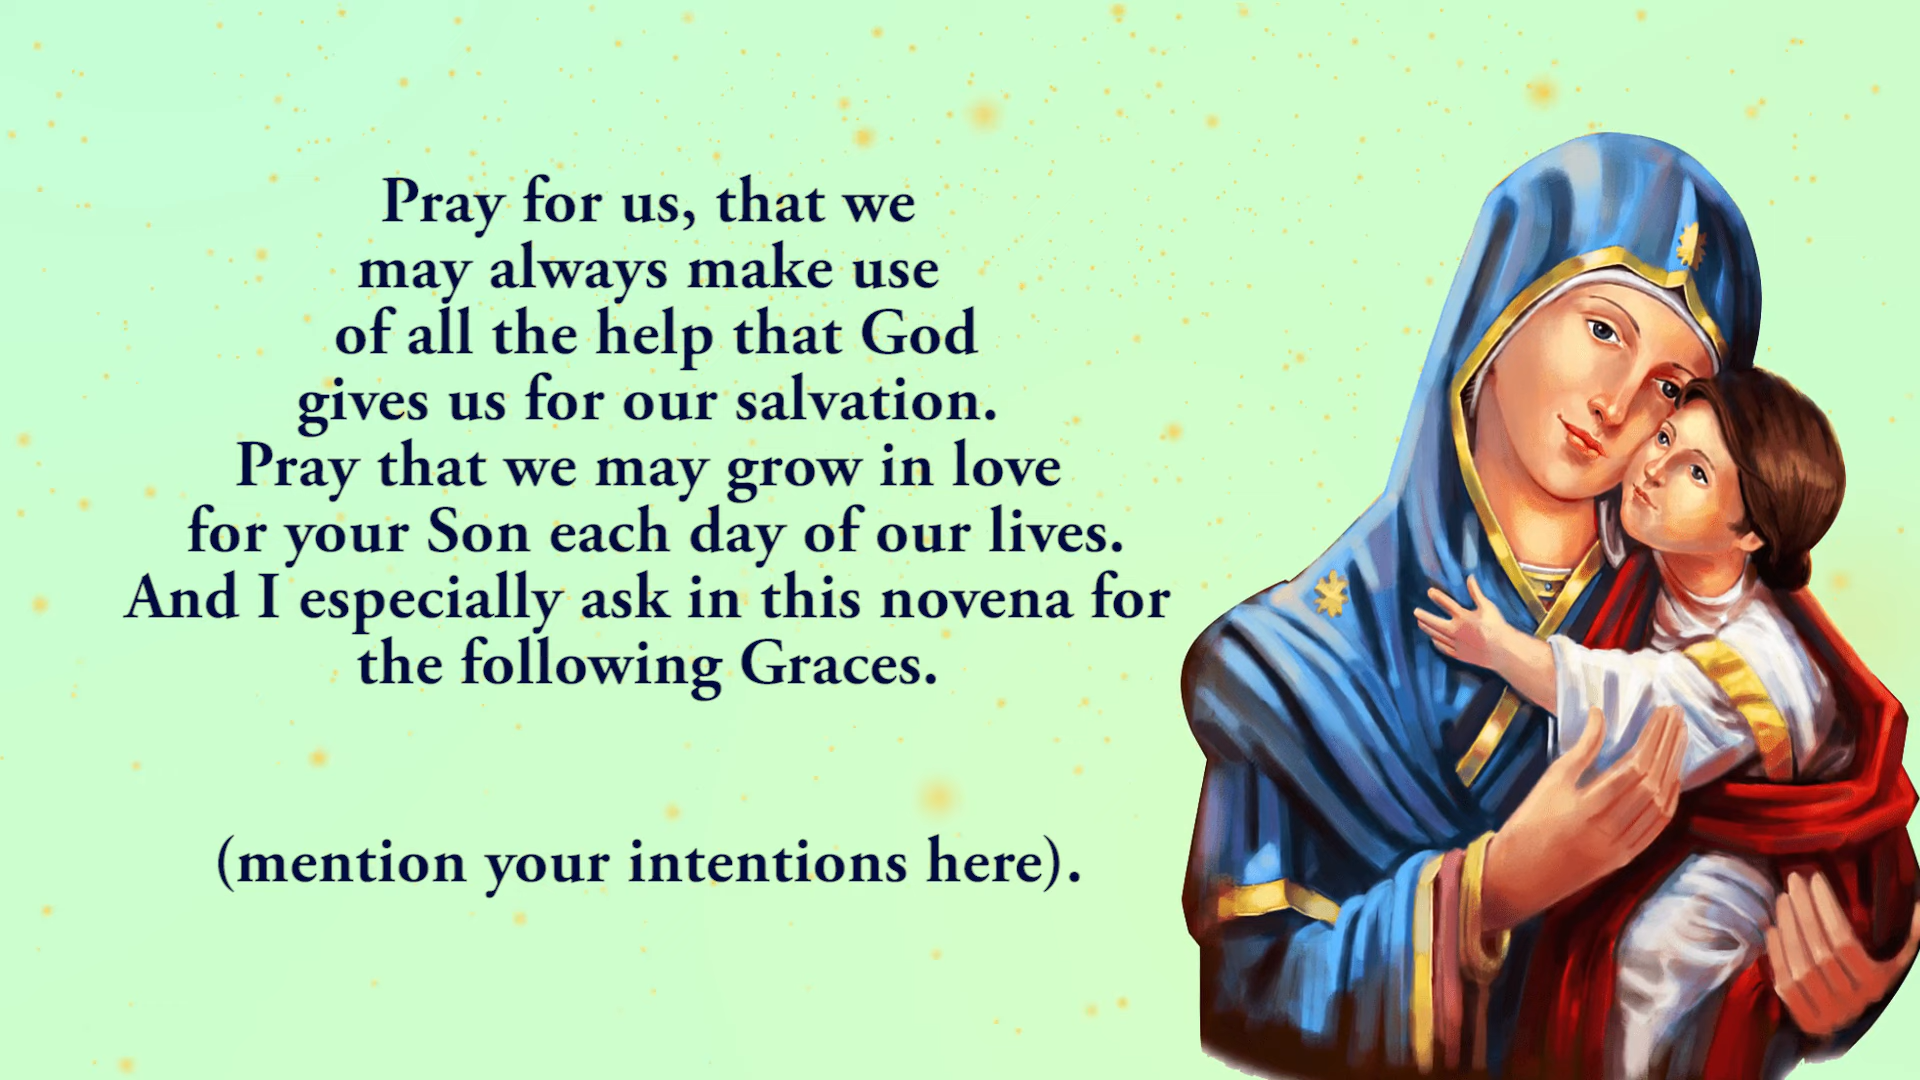 Pray for us, that we
may always make use
of all the help that God
gives us for our salvation.
Pray that we may grow in love
for your Son each day of our lives.
And I especially ask in this novena for
the following Graces.
(mention your intentions here).